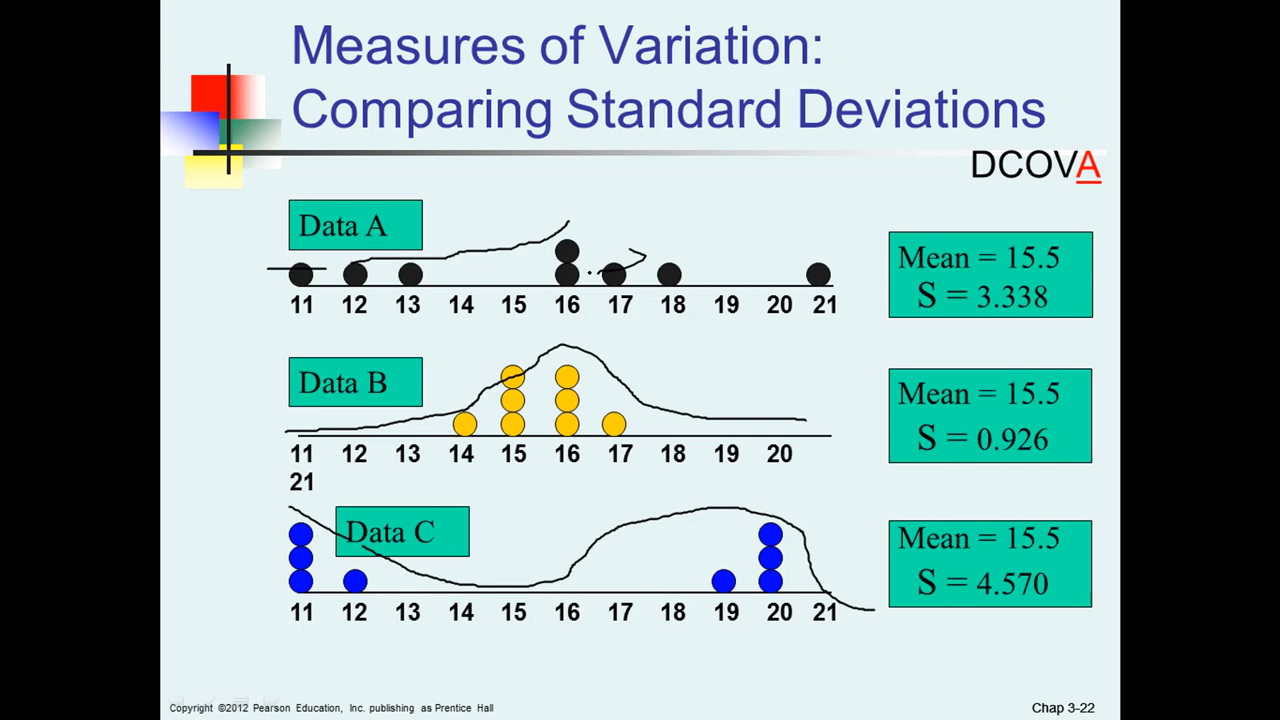 Measures of Variation:
Comparing Standard Deviations
DCOVA
Data A
11 12 13 14 15 16 17 18 19 20 21
Mean = 15.5
S = 3.338
Data B
11 12 13 14 15 16 17 18 19 20
21
Mean = 15.5
S = 0.926
Data C
11 12 13 14 15 16 17 18 19 20 21
Mean = 15.5
S = 4.570
Copyright ©2012 Pearson Education, Inc. publishing as Prentice Hall
Chap 3-22